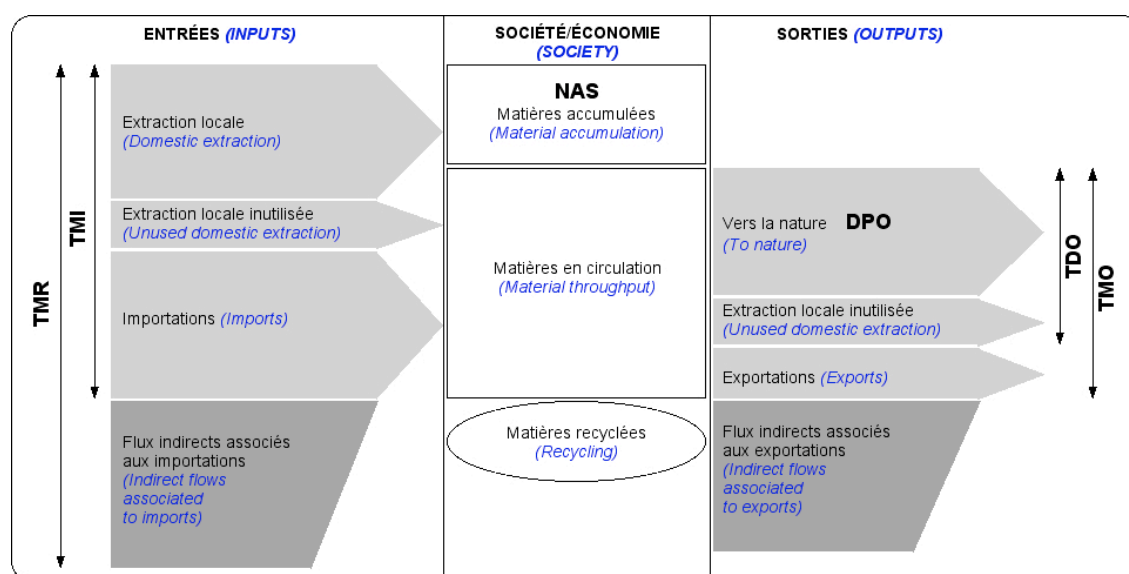 ENTRÉES (INPUTS)
SOCIÉTÉ/ÉCONOMIE
(SOCIETY)
SORTIES (OUTPUTS)
TMR
TMI
Extraction locale
(Domestic extraction)
Extraction locale inutilisée
(Unused domestic extraction)
Importations (Imports)
Flux indirects associés
aux importations
(Indirect flows
associated
to imports)
NAS
Matières accumulées
(Material accumulation)
Matières en circulation
(Material throughput)
Matières recyclées
(Recycling)
Vers la nature DPO
(To nature)
Extraction locale inutilisée
(Unused domestic extraction)
Exportations (Exports)
Flux indirects associés
aux exportations
(Indirect flows
associated
to exports)
TDO
TMO